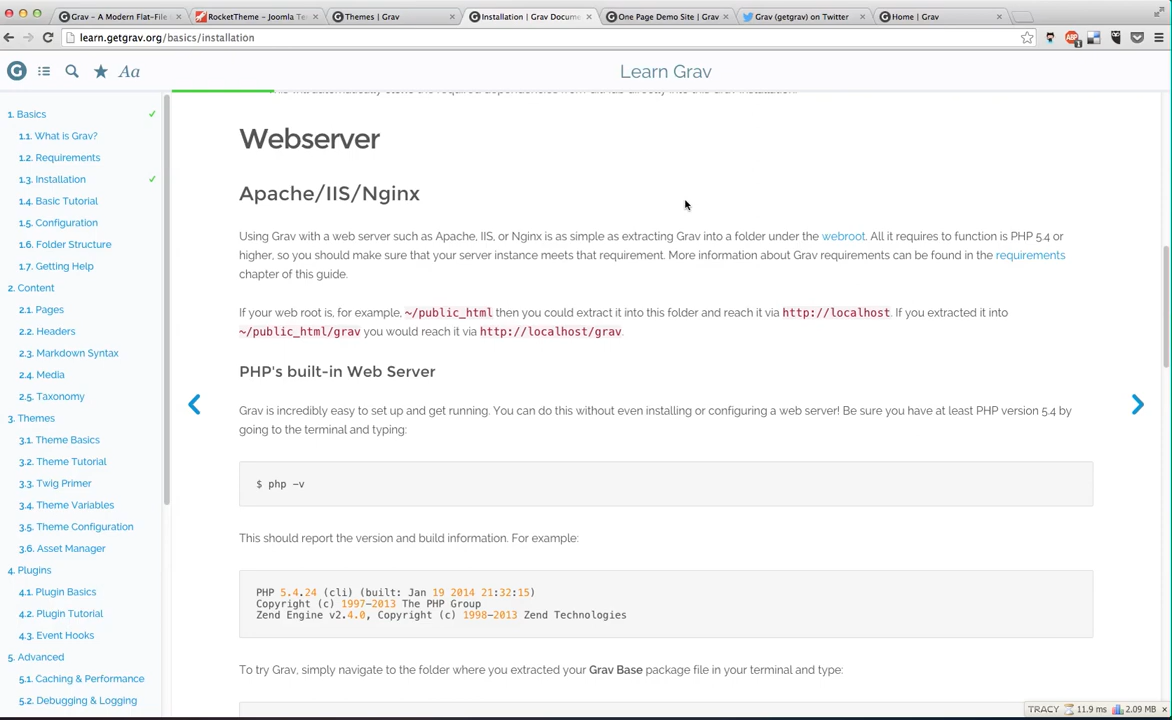 Grav – A Modern Flat-File
RocketTheme – Joomla Te
Themes | Grav
Installation | Grav Docume
One Page Demo Site | Grav
Grav (getgrav) on Twitter
Home | Grav
learn.getgrav.org/basics/installation
Aa
Learn Grav
1. Basics
1.1. What is Grav?
1.2. Requirements
1.3. Installation
1.4. Basic Tutorial
1.5. Configuration
1.6. Folder Structure
1.7. Getting Help
2. Content
2.1. Pages
2.2. Headers
2.3. Markdown Syntax
2.4. Media
2.5. Taxonomy
3. Themes
3.1. Theme Basics
3.2. Theme Tutorial
3.3. Twig Primer
3.4. Theme Variables
3.5. Theme Configuration
3.6. Asset Manager
4. Plugins
4.1. Plugin Basics
4.2. Plugin Tutorial
4.3. Event Hooks
5. Advanced
5.1. Caching & Performance
5.2. Debugging & Logging
Webserver
Apache/IIS/Nginx
Using Grav with a web server such as Apache, IIS, or Nginx is as simple as extracting Grav into a folder under the webroot. All it requires to function is PHP 5.4 or
higher, so you should make sure that your server instance meets that requirement. More information about Grav requirements can be found in the requirements
chapter of this guide.
If your web root is, for example, ~/public_html then you could extract it into this folder and reach it via http://localhost. If you extracted it into
~/public_html/grav you would reach it via http://localhost/grav.
PHP's built-in Web Server
Grav is incredibly easy to set up and get running. You can do this without even installing or configuring a web server! Be sure you have at least PHP version 5.4 by
going to the terminal and typing:
$ php -v
This should report the version and build information. For example:
PHP 5.4.24 (cli) (built: Jan 19 2014 21:32:15)
Copyright (c) 1997-2013 The PHP Group
Zend Engine v2.4.0, Copyright (c) 1998-2013 Zend Technologies
To try Grav, simply navigate to the folder where you extracted your Grav Base package file in your terminal and type:
TRACY 11.9 ms 2.09 MB ×